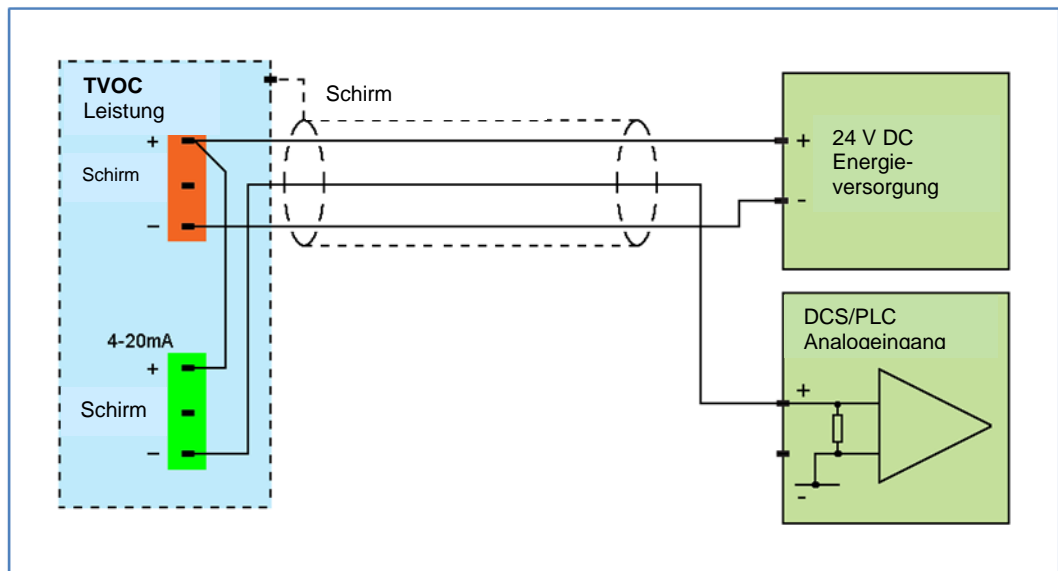 TVOC
Leistung
+
Schirm
−
4-20mA
+
Schirm
−
Schirm
+
-
24 V DC
Energie-
versorgung
DCS/PLC
Analogeingang
+
-